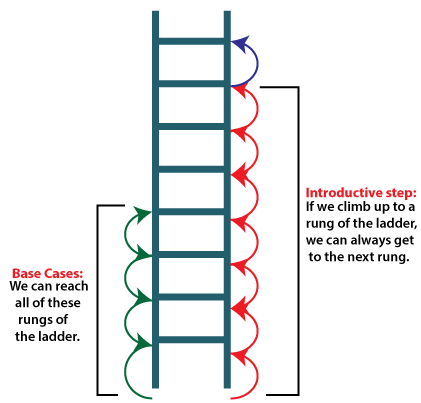 Base Cases:
We can reach
all of these
rungs of
the ladder.
Introductive step:
If we climb up to a
rung of the ladder,
we can always get
to the next rung.